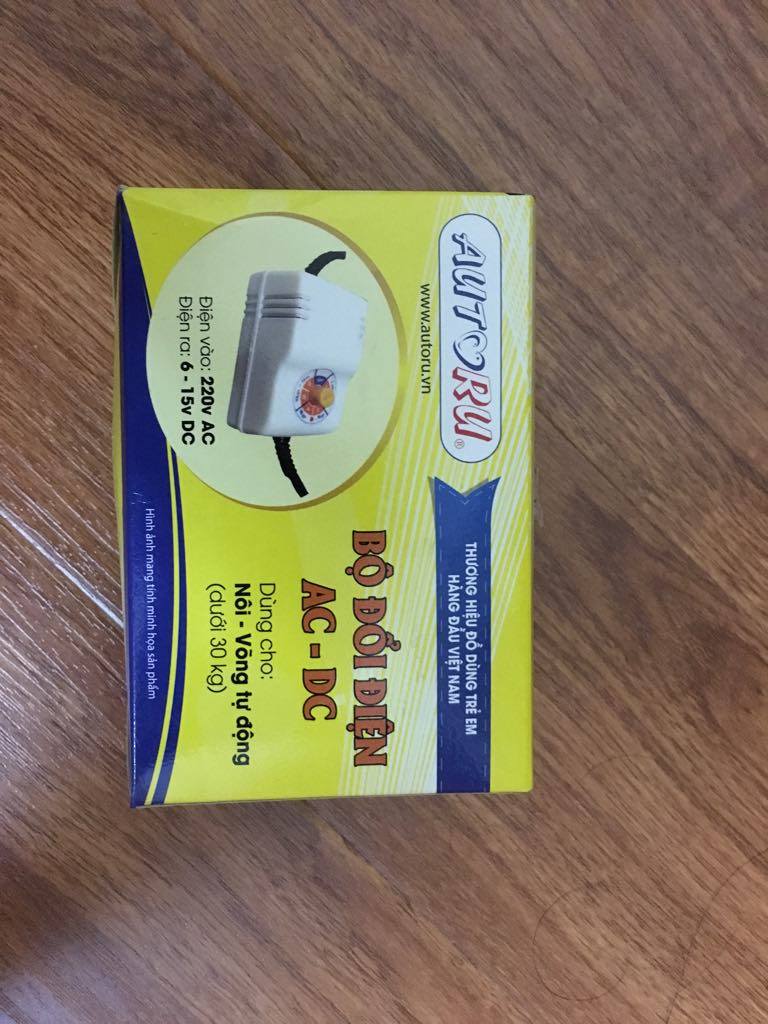 AUTORU®
www.autoru.vn
THƯƠNG HIỆU ĐỒ DÙNG TRẺ EM
HÀNG ĐẦU VIỆT NAM
BỘ ĐỔI ĐIỆN
AC - DC
Dùng cho:
Nôi - Võng tự động
(dưới 30 kg)
Điện vào: 220v AC
Điện ra: 6 - 15v DC
Hình ảnh mang tính minh họa sản phẩm